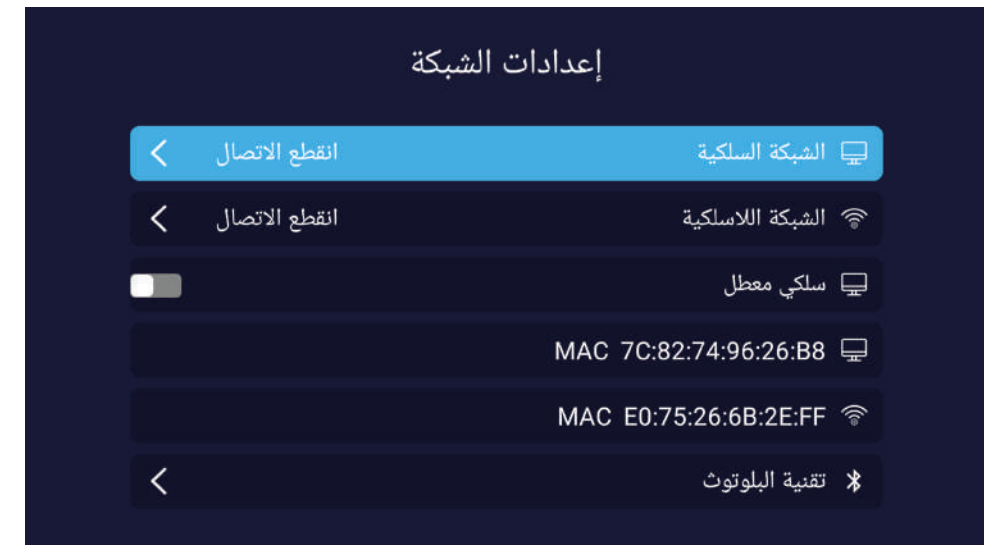 إعدادات الشبكة
الشبكة السلكية انقطع الاتصال
الشبكة اللاسلكية انقطع الاتصال
سلكي معطل
MAC 7C:82:74:96:26:B8
MAC E0:75:26:6B:2E:FF
تقنية البلوتوث